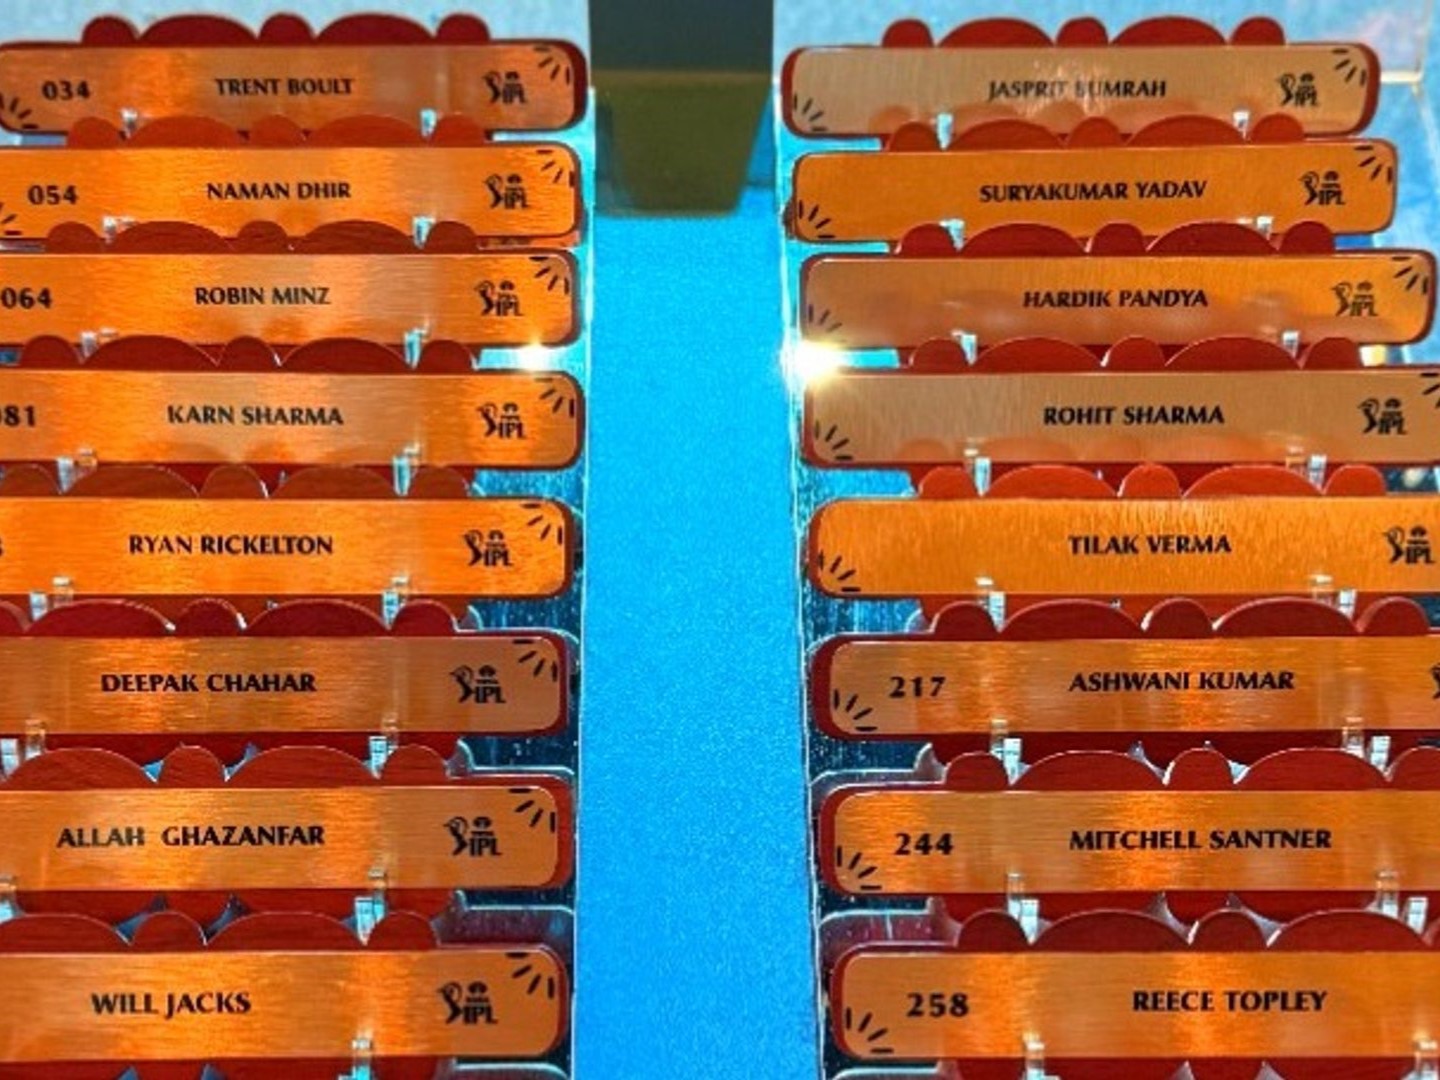 034 TRENT BOULT IPL
054 NAMAN DHIR IPL
064 ROBIN MINZ IPL
081 KARN SHARMA IPL
RYAN RICKELTON IPL
DEEPAK CHAHAR IPL
ALLAH GHAZANFAR IPL
WILL JACKS IPL
JASPRIT BUMRAH IPL
SURYAKUMAR YADAV IPL
HARDIK PANDYA IPL
ROHIT SHARMA IPL
TILAK VERMA IPL
217 ASHWANI KUMAR
244 MITCHELL SANTNER
258 REECE TOPLEY